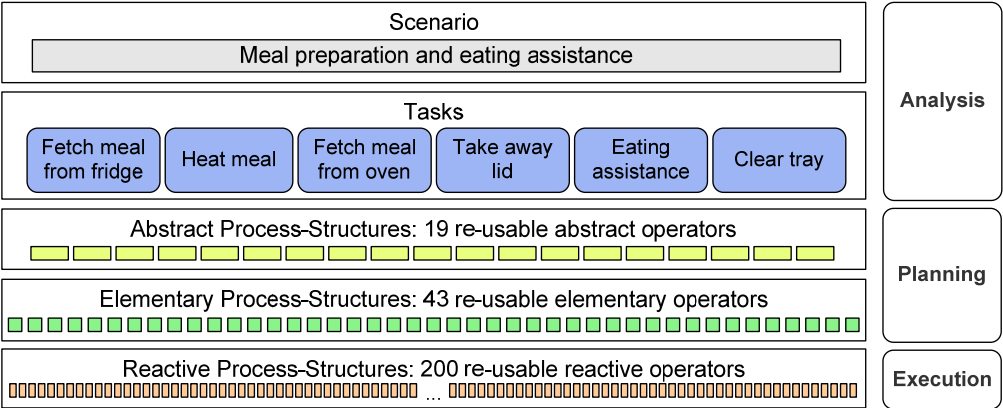 Scenario
Meal preparation and eating assistance
Analysis
Tasks
Fetch meal
from fridge
Heat meal
Fetch meal
from oven
Take away
lid
Eating
assistance
Clear tray
Abstract Process-Structures: 19 re-usable abstract operators
Planning
Elementary Process-Structures: 43 re-usable elementary operators
Reactive Process-Structures: 200 re-usable reactive operators
...
Execution